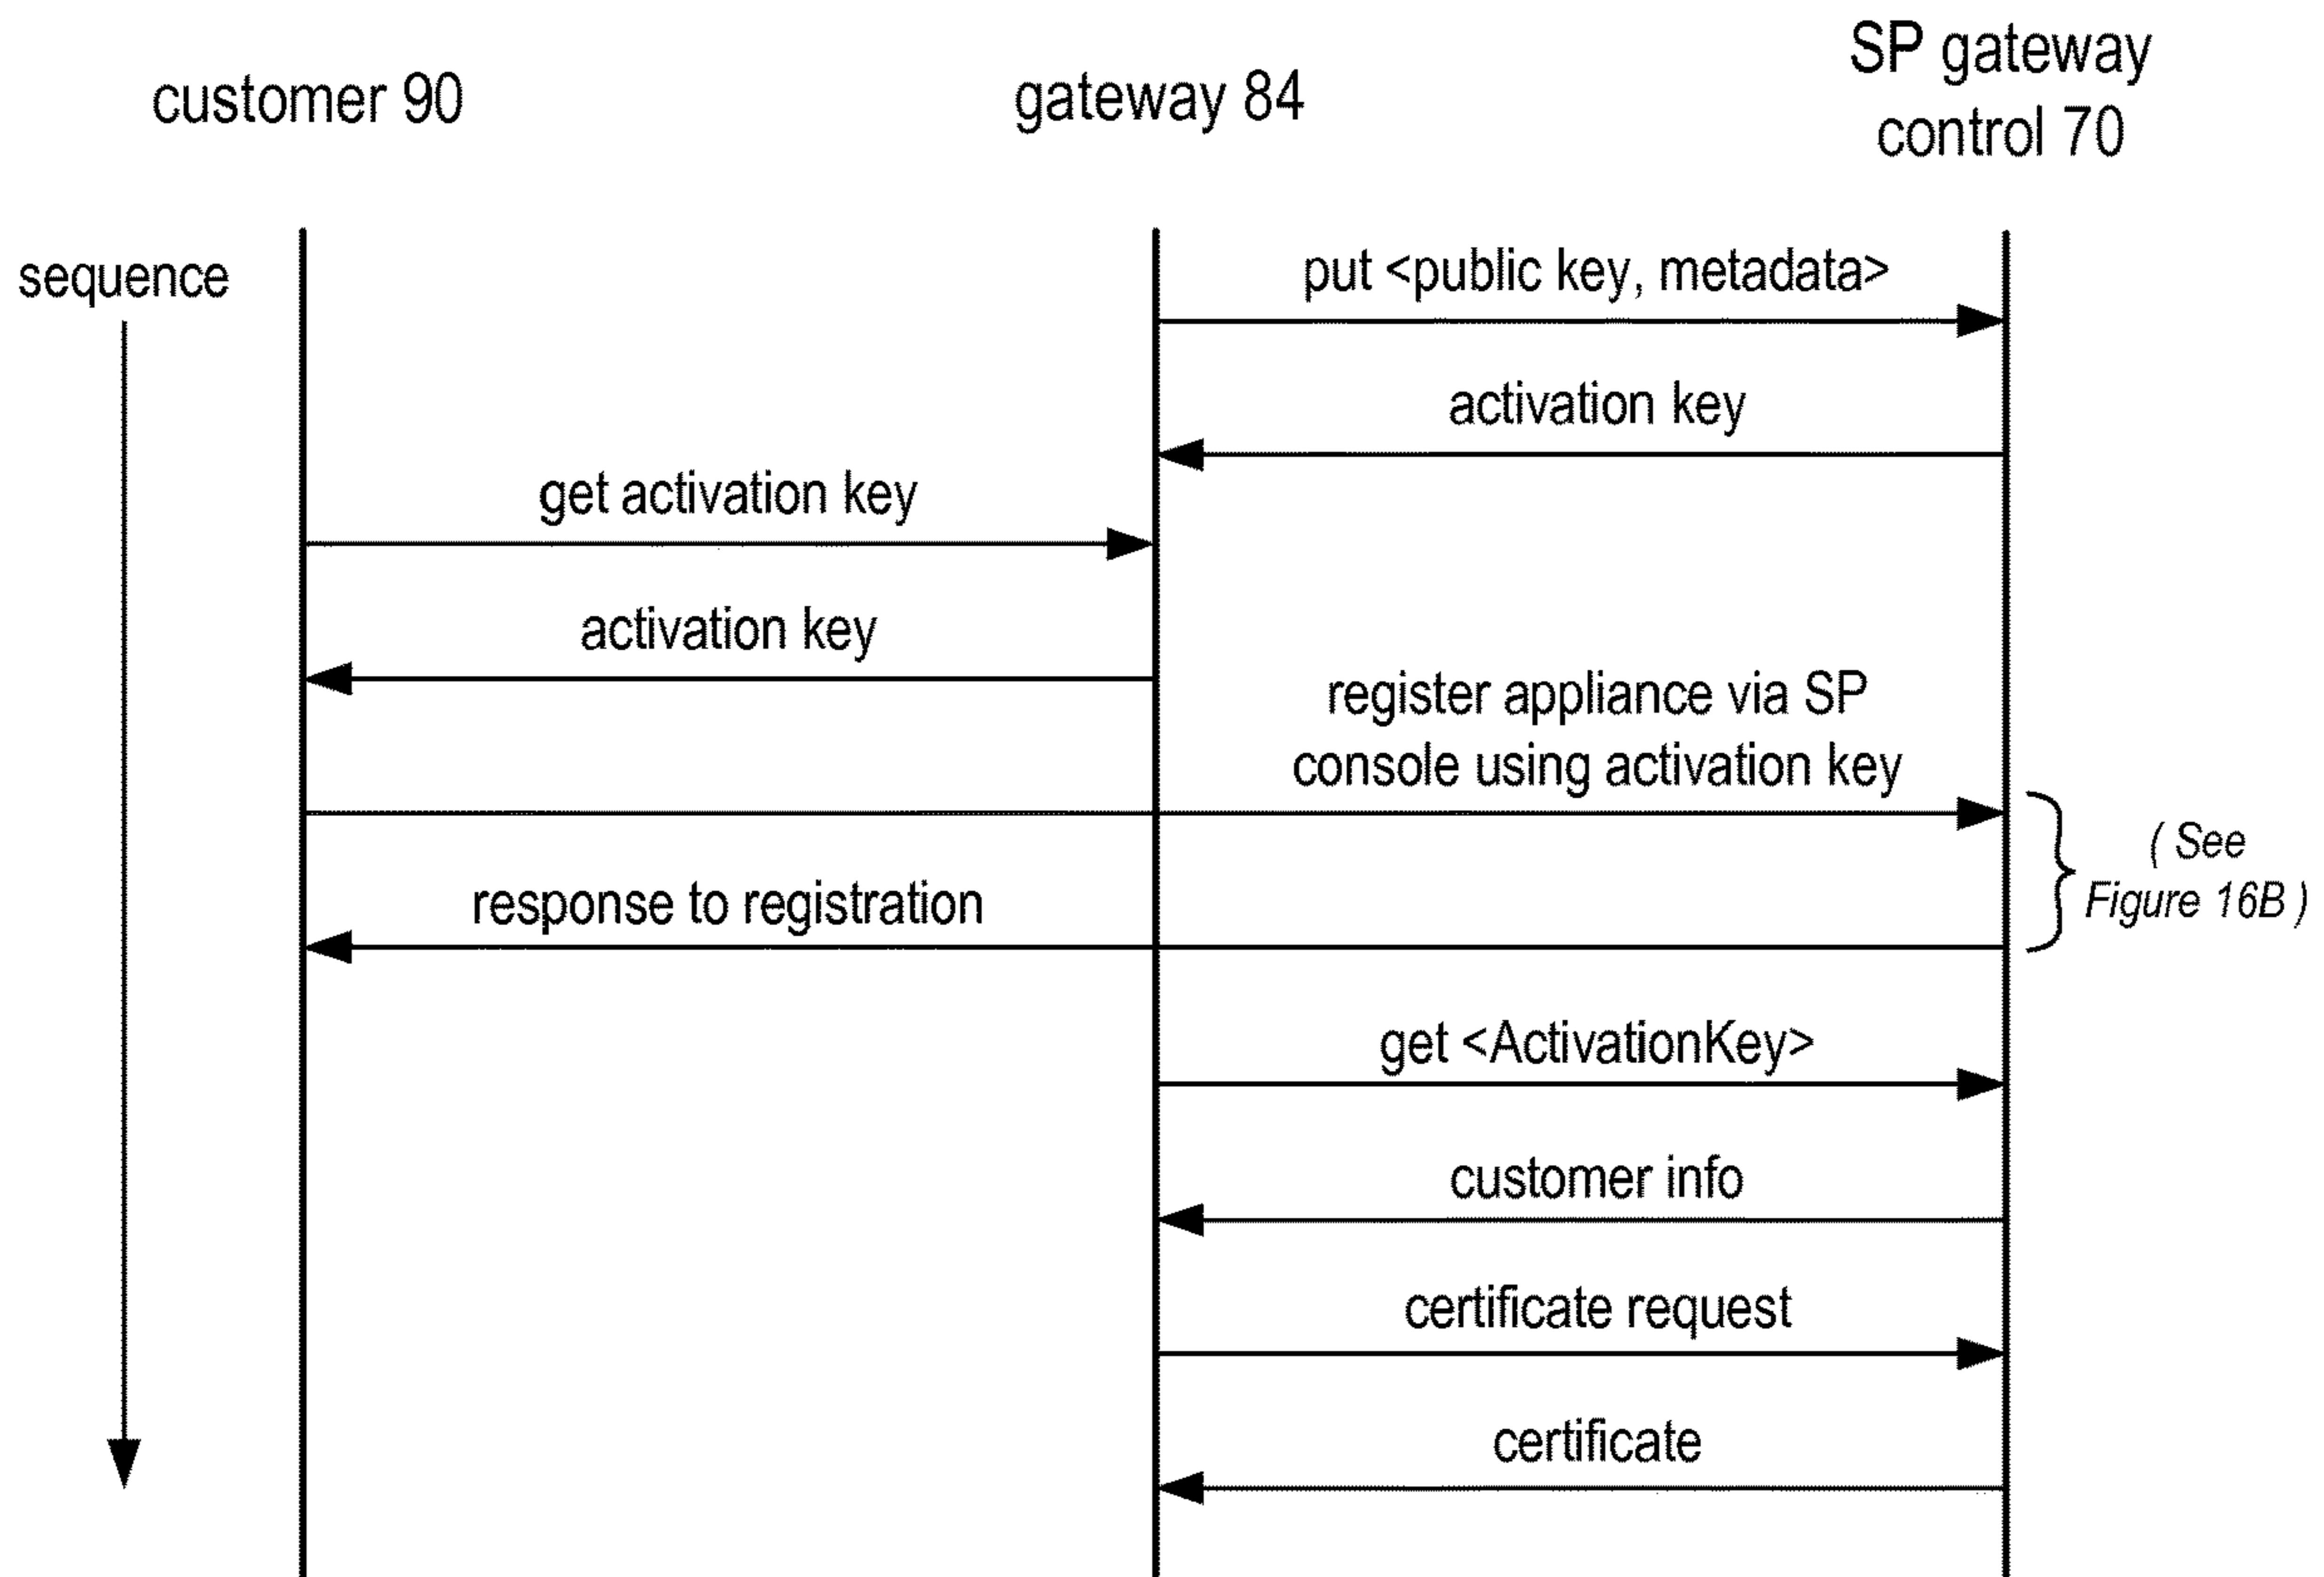 customer 90
gateway 84
SP gateway
control 70
sequence
put <public key, metadata>
activation key
get activation key
activation key
register appliance via SP
console using activation key
( See
Figure 16B )
response to registration
get <ActivationKey>
customer info
certificate request
certificate